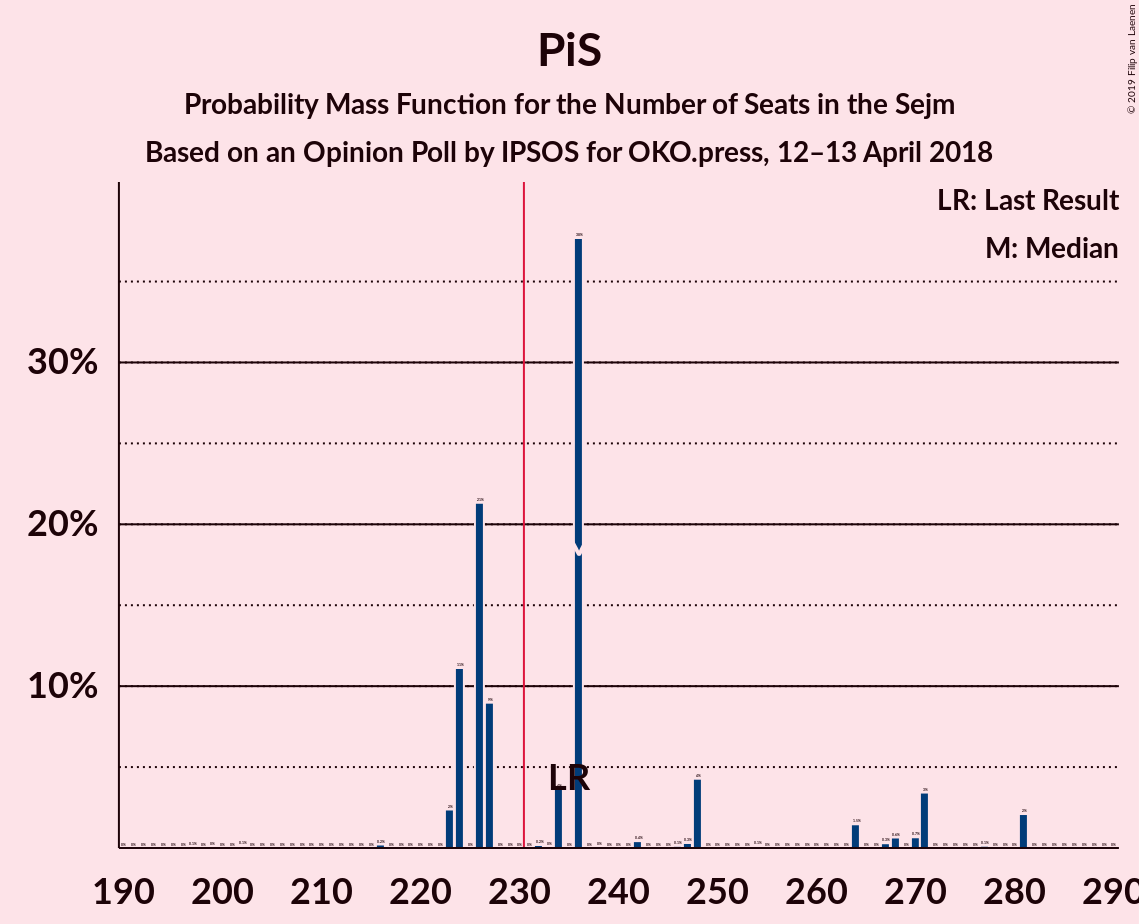 PiS
Probability Mass Function for the Number of Seats in the Sejm
Based on an Opinion Poll by IPSOS for OKO.press, 12–13 April 2018
© 2019 Filip van Laenen
LR: Last Result
M: Median
30%
20%
10%
LR
190 200 210 220 230 240 250 260 270 280 290